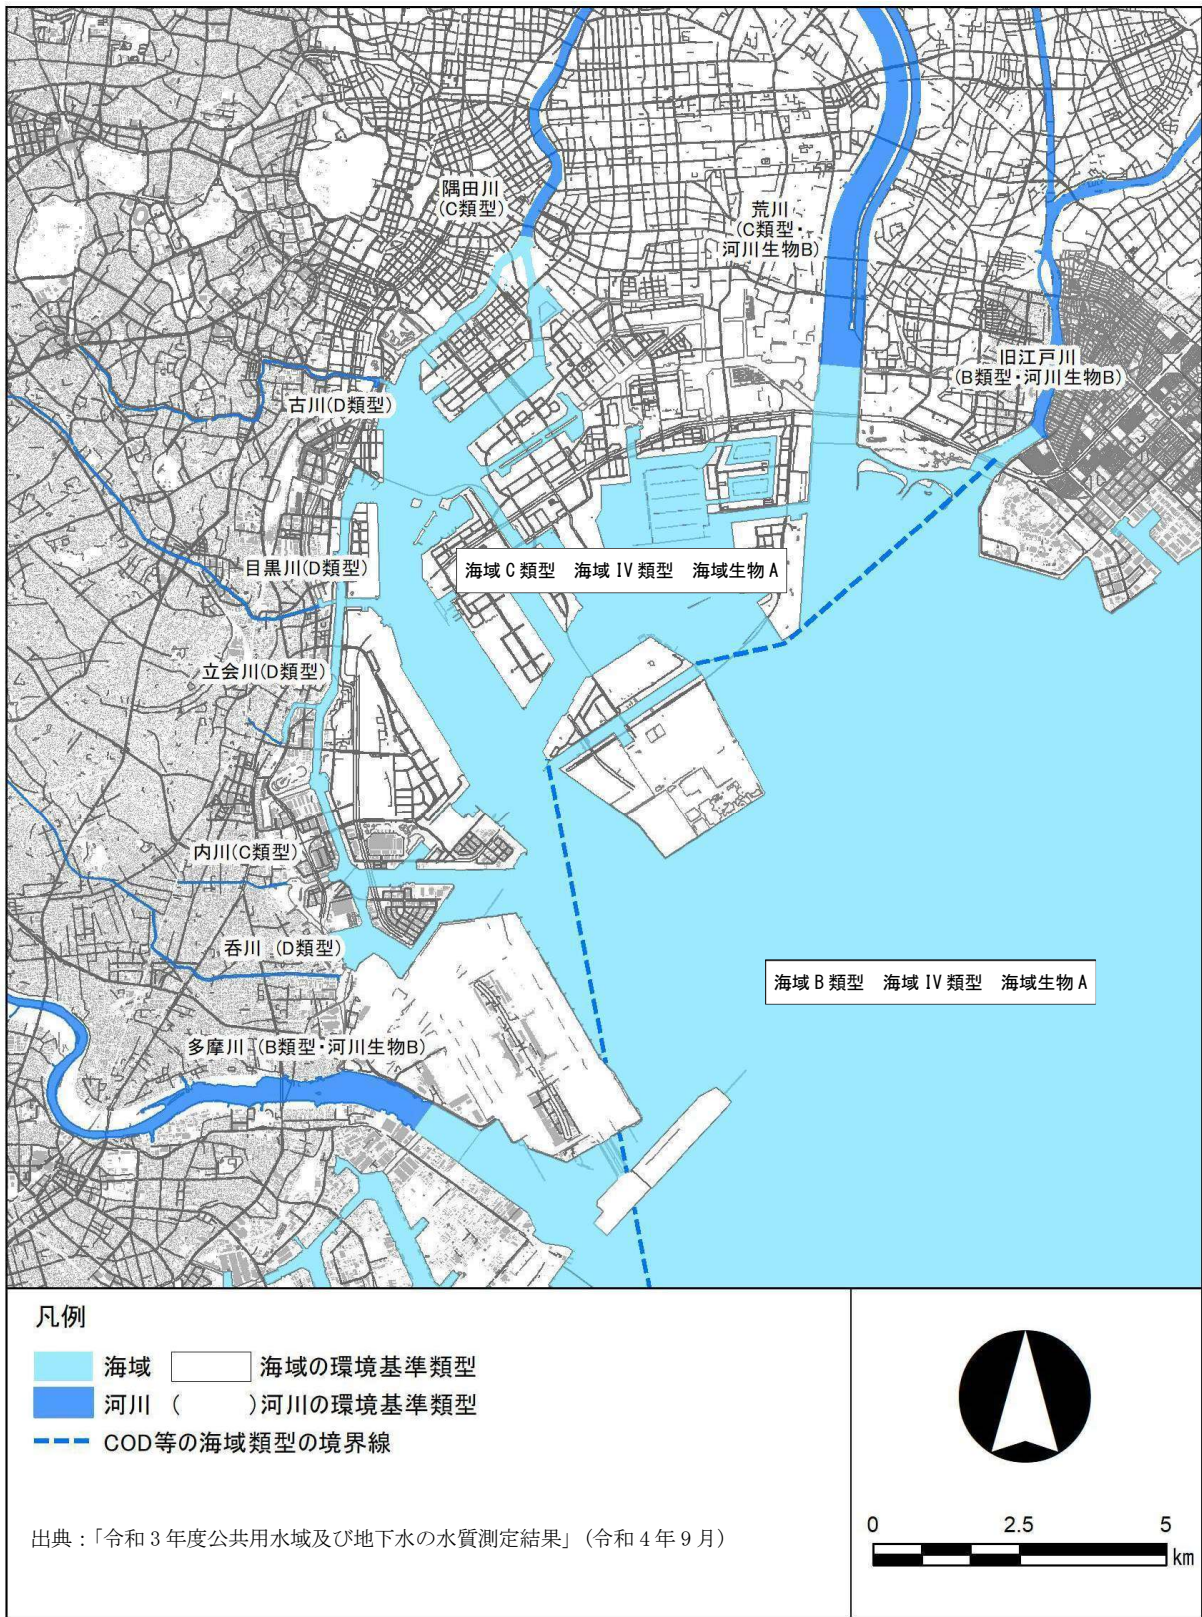 隅田川
(C類型)
荒川
(C類型・
河川生物B)
旧江戸川
(B類型・河川生物B)
古川(D類型)
目黒川(D類型)
海域 C 類型　海域 IV 類型　海域生物 A
立会川(D類型)
内川(C類型)
呑川 (D類型)
海域 B 類型　海域 IV 類型　海域生物 A
多摩川 (B類型・河川生物B)
凡例
海域　海域の環境基準類型
河川 (　　　)河川の環境基準類型
COD等の海域類型の境界線
出典：「令和 3 年度公共用水域及び地下水の水質測定結果」（令和 4 年 9 月）
0 2.5 5
km